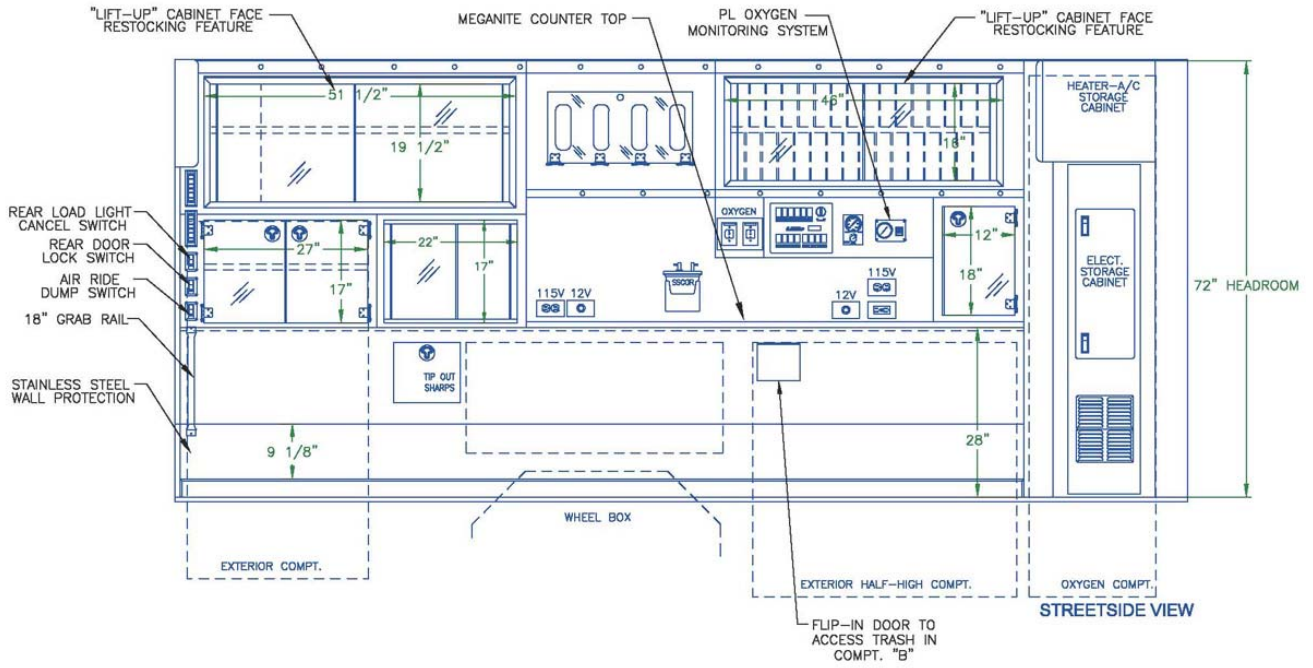 "LIFT-UP" CABINET FACE
RESTOCKING FEATURE
MEGANITE COUNTER TOP
PL OXYGEN
MONITORING SYSTEM
"LIFT-UP" CABINET FACE
RESTOCKING FEATURE
51 1/2"
19 1/2"
46"
18"
HEATER-A/C
STORAGE
CABINET
REAR LOAD LIGHT
CANCEL SWITCH
REAR DOOR
LOCK SWITCH
AIR RIDE
DUMP SWITCH
18" GRAB RAIL
STAINLESS STEEL
WALL PROTECTION
27"
17"
22"
17"
OXYGEN
SSCOR
115V 12V
115V
12V
12"
18"
ELECT.
STORAGE
CABINET
72" HEADROOM
TIP OUT
SHARPS
9 1/8"
28"
WHEEL BOX
EXTERIOR COMPT.
EXTERIOR HALF-HIGH COMPT.
OXYGEN COMPT.
STREETSIDE VIEW
FLIP-IN DOOR TO
ACCESS TRASH IN
COMPT. "B"